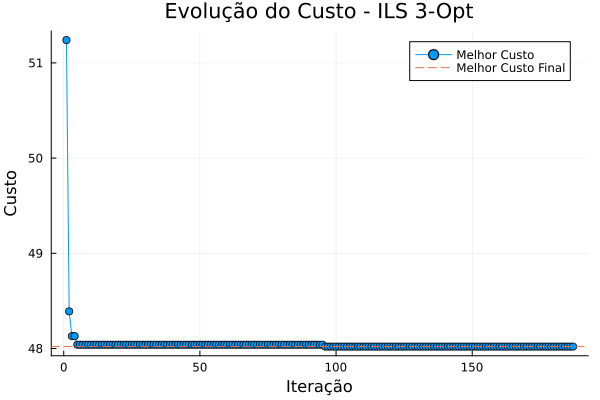 Evolução do Custo - ILS 3-Opt
Melhor Custo
Melhor Custo Final
51
50
49
48
Custo
0
50
100
150
Iteração